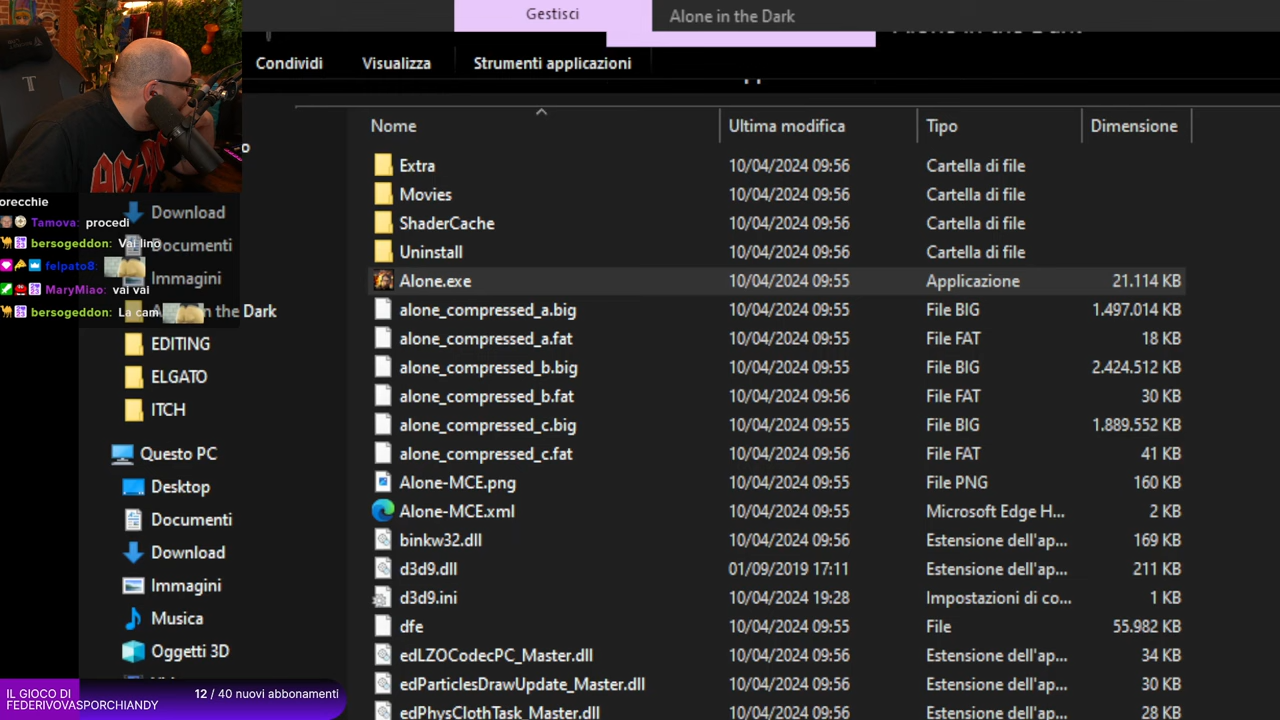 Gestisci
Alone in the Dark
Condividi Visualizza Strumenti applicazioni
Nome Ultima modifica Tipo Dimensione
Extra 10/04/2024 09:56 Cartella di file
Movies 10/04/2024 09:56 Cartella di file
ShaderCache 10/04/2024 09:56 Cartella di file
Uninstall 10/04/2024 09:56 Cartella di file
Alone.exe 10/04/2024 09:55 Applicazione 21.114 KB
alone_compressed_a.big 10/04/2024 09:55 File BIG 1.497.014 KB
alone_compressed_a.fat 10/04/2024 09:55 File FAT 18 KB
alone_compressed_b.big 10/04/2024 09:55 File BIG 2.424.512 KB
alone_compressed_b.fat 10/04/2024 09:56 File FAT 30 KB
alone_compressed_c.big 10/04/2024 09:55 File BIG 1.889.552 KB
alone_compressed_c.fat 10/04/2024 09:55 File FAT 41 KB
Alone-MCE.png 10/04/2024 09:56 File PNG 160 KB
Alone-MCE.xml 10/04/2024 09:56 Microsoft Edge H... 2 KB
binkw32.dll 10/04/2024 09:56 Estensione dell'ap... 169 KB
d3d9.dll 01/09/2019 17:11 Estensione dell'ap... 211 KB
d3d9.ini 10/04/2024 19:28 Impostazioni di co... 1 KB
dfe 10/04/2024 09:55 File 55.982 KB
edLZOCodecPC_Master.dll 10/04/2024 09:56 Estensione dell'ap... 34 KB
edParticlesDrawUpdate_Master.dll 10/04/2024 09:56 Estensione dell'ap... 30 KB
edPhysClothTask_Master.dll 10/04/2024 09:56 Estensione dell'ap... 28 KB
orecchie
Tamova: procedi
bersogeddon: Vai lino
felpato8:
MaryMiao: vai vai
bersogeddon: La cam
Download
Documenti
Immagini
in the Dark
EDITING
ELGATO
ITCH
Questo PC
Desktop
Documenti
Download
Immagini
Musica
Oggetti 3D
IL GIOCO DI
FEDERIVOVASPORCHIANDY
12 / 40 nuovi abbonamenti